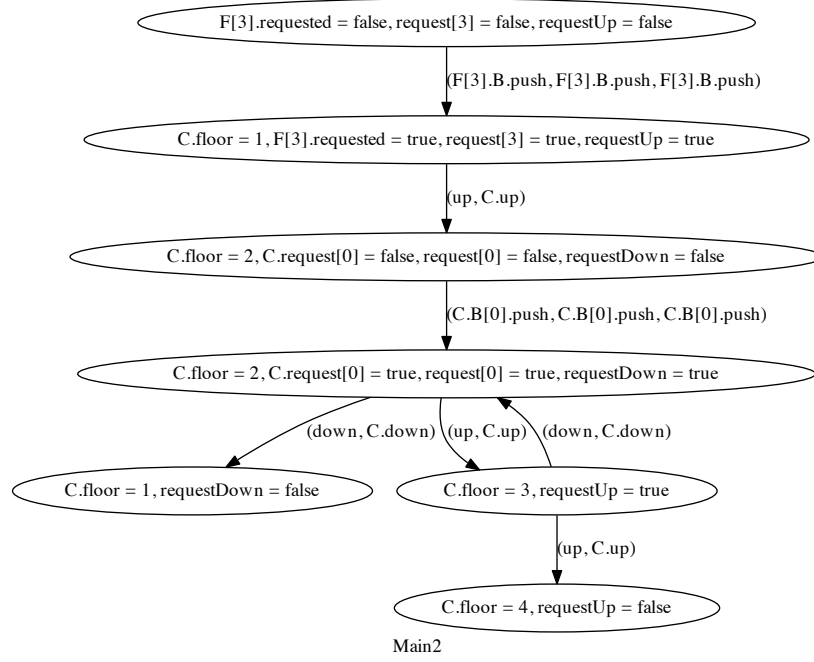 F[3].requested = false, request[3] = false, requestUp = false
(F[3].B.push, F[3].B.push, F[3].B.push)
C.floor = 1, F[3].requested = true, request[3] = true, requestUp = true
(up, C.up)
C.floor = 2, C.request[0] = false, request[0] = false, requestDown = false
(C.B[0].push, C.B[0].push, C.B[0].push)
C.floor = 2, C.request[0] = true, request[0] = true, requestDown = true
(down, C.down) (up, C.up) (down, C.down)
C.floor = 1, requestDown = false C.floor = 3, requestUp = true
(up, C.up)
C.floor = 4, requestUp = false
Main2